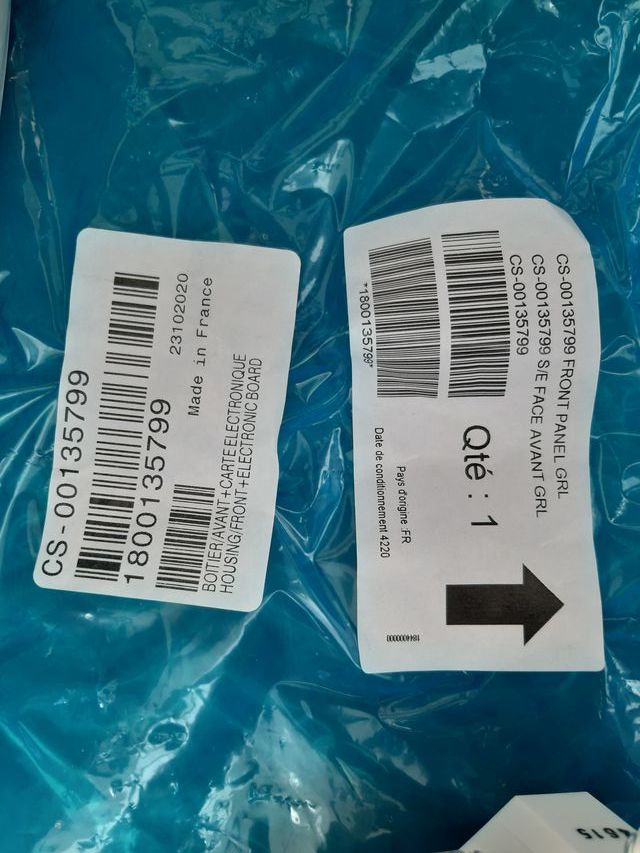 CS-00135799
1800135799
23102020
Made in France
BOITIER/AVANT+CARTE ELECTRONIQUE
HOUSING/FRONT+ELECTRONIC BOARD
CS-00135799 FRONT PANEL GRL
CS-00135799 S/E FACE AVANT GRL
CS-00135799
*1800135799*
Qté : 1
Pays d'origine :FR
Date de conditionnement 4220